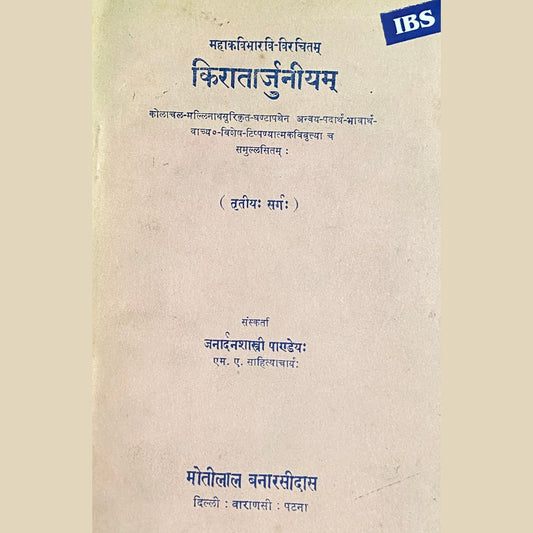 IBS
महाकविभारवि-विरचितम्
किरातार्जुनीयम्
कोलाचल-मल्लिनाथसूरिकृत-घण्टापथेन अन्वय-पदार्थ-भावार्थ-
वाच्य०-विशेष-टिप्पण्यात्मकविवृत्त्या च
समुल्लसितम् :
( तृतीयः सर्गः )
संस्कर्ता
जनार्दनशास्त्री पाण्डेयः
एम. ए. साहित्याचार्यः
मोतीलाल बनारसीदास
दिल्ली : वाराणसी : पटना